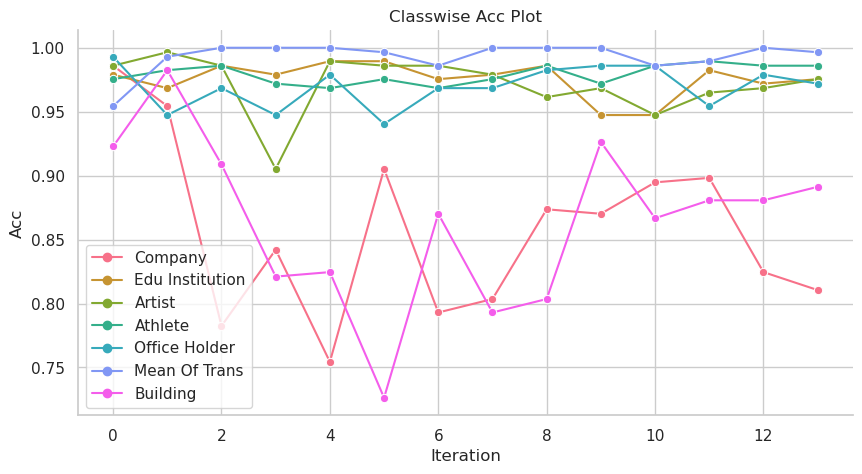 Classwise Acc Plot
Acc
1.00
0.95
0.90
0.85
0.80
0.75
Company
Edu Institution
Artist
Athlete
Office Holder
Mean Of Trans
Building
0 2 4 6 8 10 12
Iteration